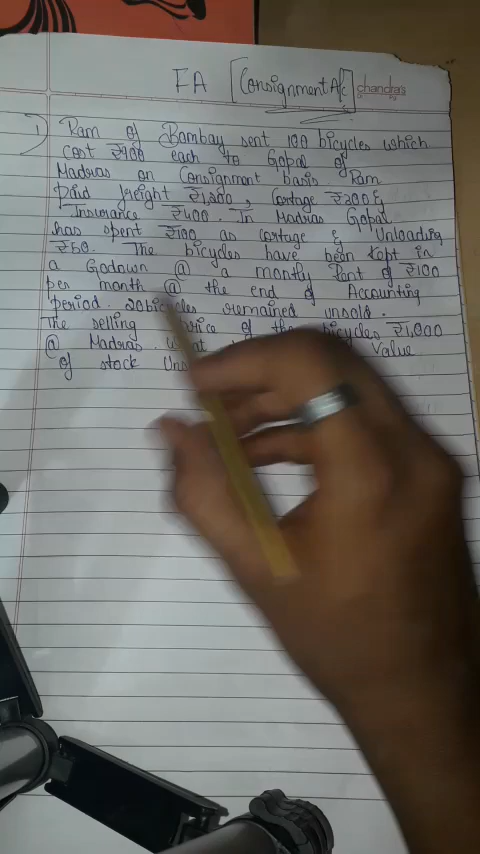 FA [Consignment A/c] chandra's
1) Ram of Bombay sent 100 bicycles which
cost ₹900 each to Gopal of
Madras on Consignment basis Ram
paid freight , Cartage ₹200 &
Insurance ₹400. In Madras Gopal
has spent ₹100 as cartage & Unloading
₹50. The bicycles have been kept in
a Godown @ a monthly Rent of ₹100
per month @ the end of Accounting
period. 20 bicycles remained unsold.
The selling of the bicycles ₹1,000
@ Madras. Value
of stock